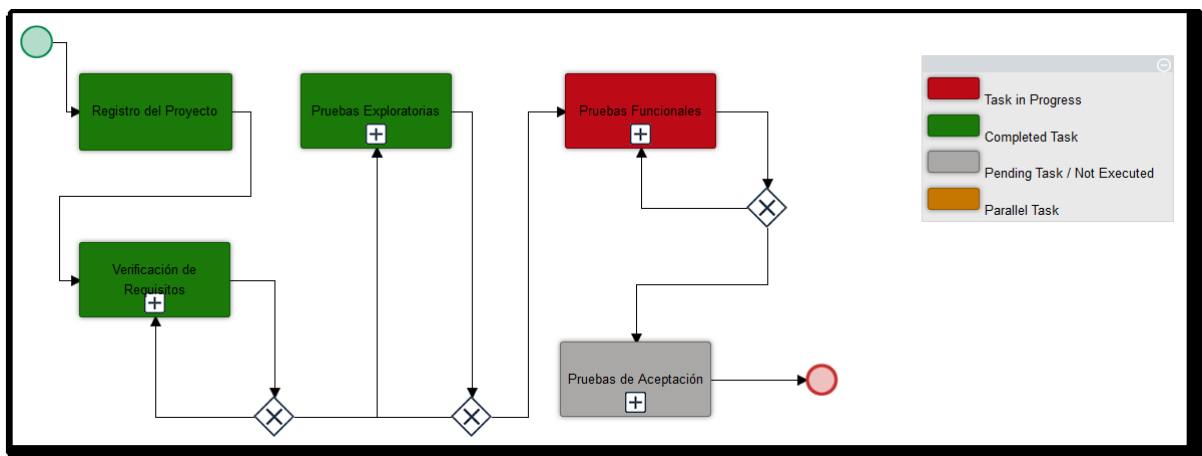 Registro del Proyecto
Pruebas Exploratorias
Pruebas Funcionales
Verificación de
Requisitos
Pruebas de Aceptación
Task in Progress
Completed Task
Pending Task / Not Executed
Parallel Task